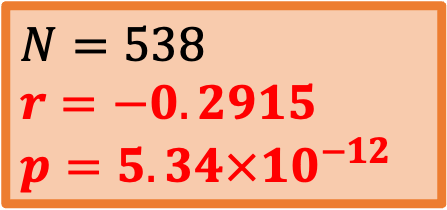 N = 538
r = −0.2915
p = 5.34×10⁻¹²